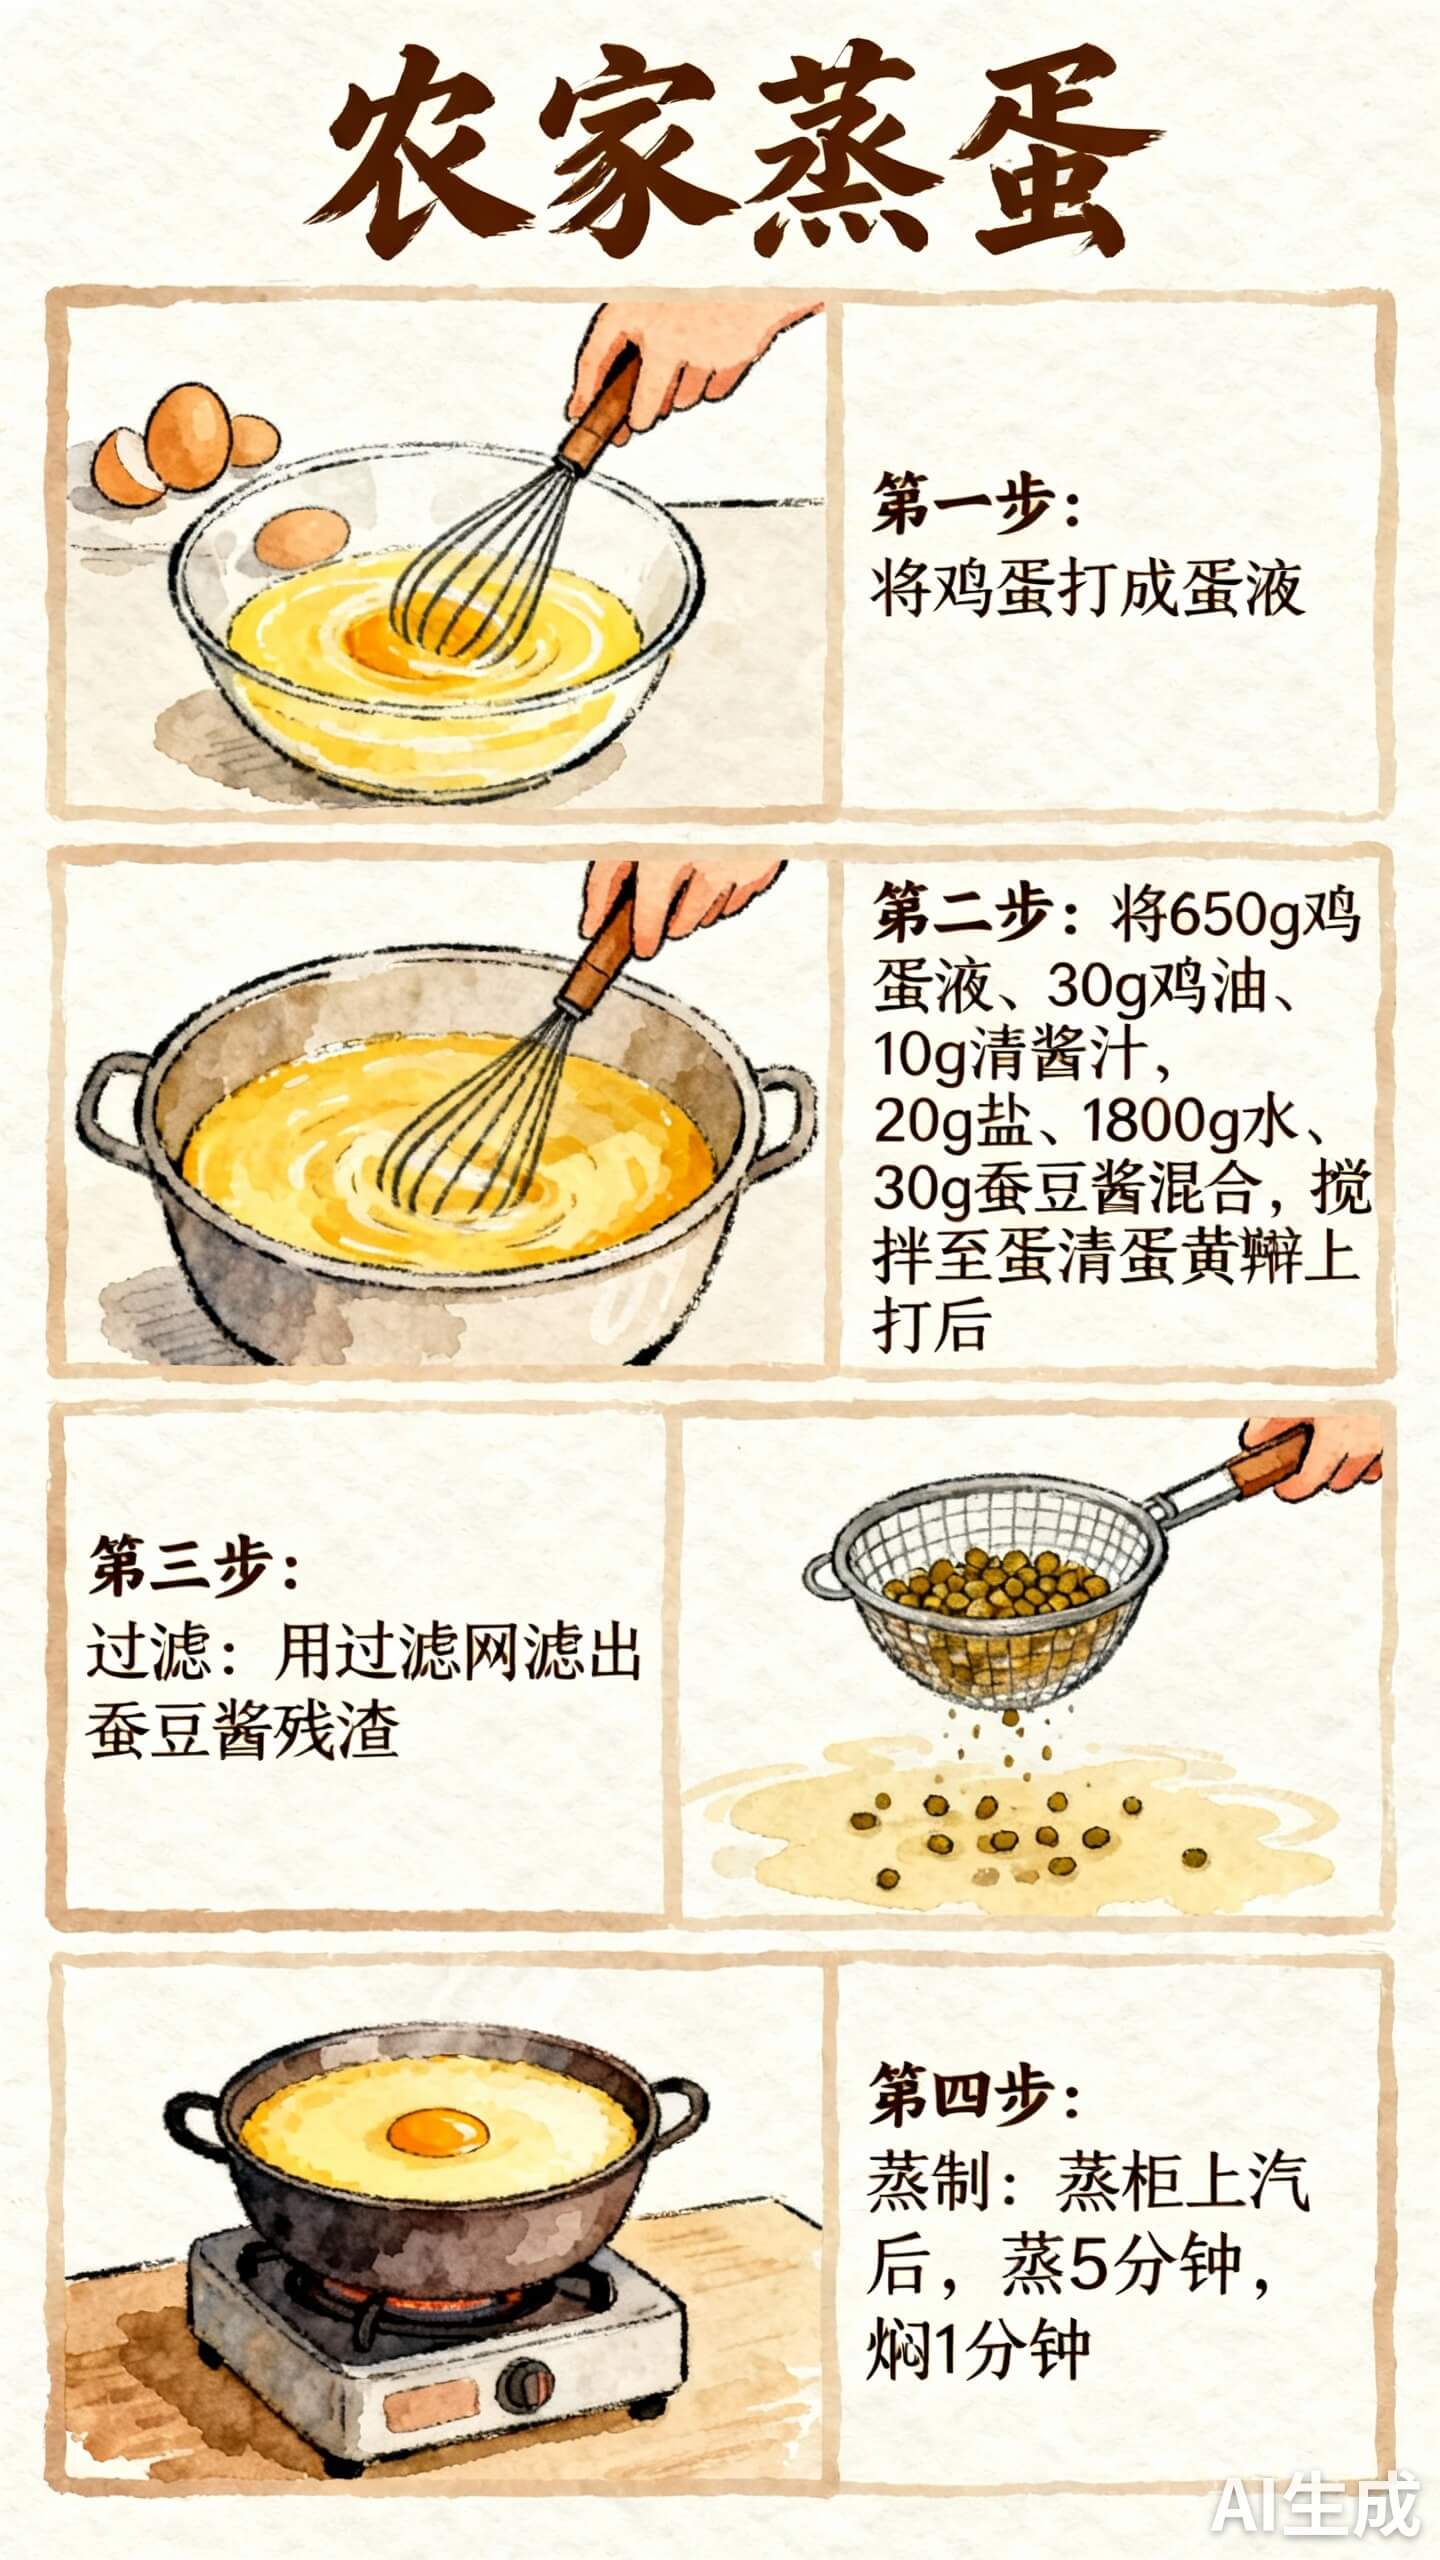 农家蒸蛋
第一步：
将鸡蛋打成蛋液
第二步：将650g鸡
蛋液、30g鸡油、
10g清酱汁，
20g盐、1800g水、
30g蚕豆酱混合，搅
拌至蛋清蛋黄上
打后
第三步：
过滤：用过滤网滤出
蚕豆酱残渣
第四步：
蒸制：蒸柜上汽
后，蒸5分钟，
焖1分钟
AI生成